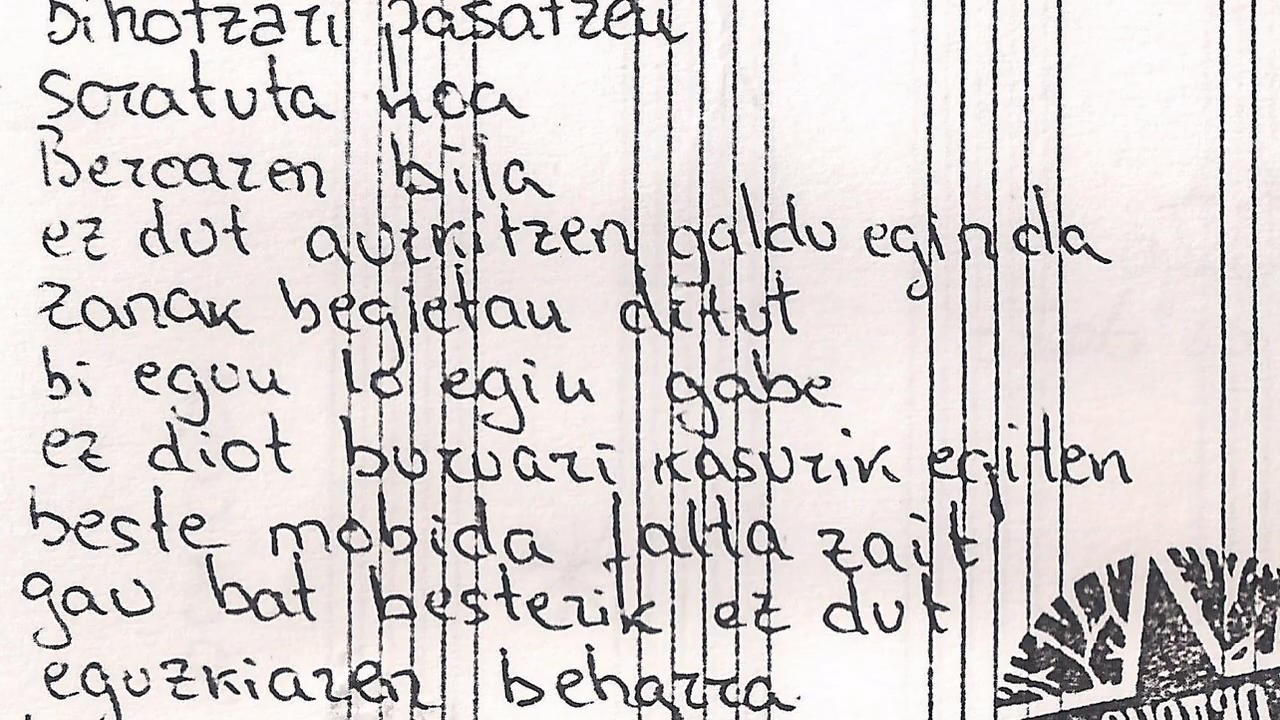 bihotzari pasatzen
soratuta noa
Beroaren bila
ez dut aurkitzen galdu egin da
zanak begietan ditut
bi egun lo egin gabe
ez diot buruari kasurik egiten
beste mobida falta zait
gau bat besterik ez dut
eguzkiaren beharra.